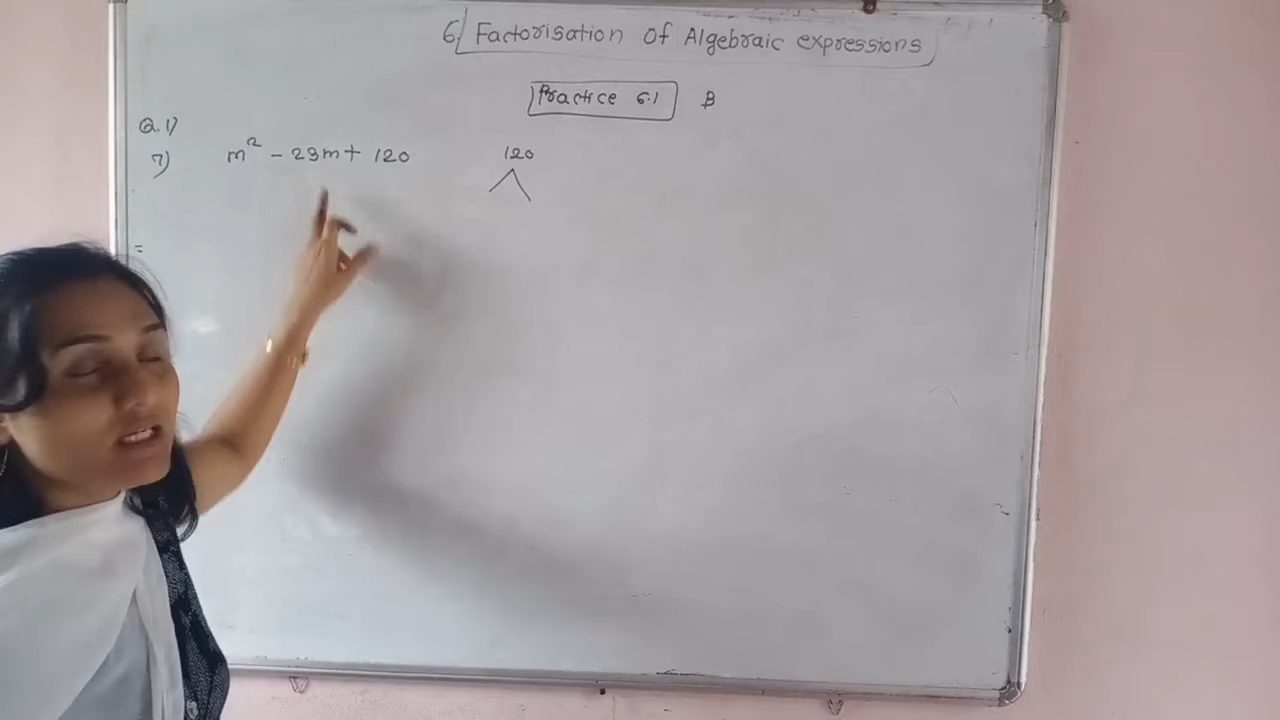 6] Factorisation of Algebraic expressions
Practice 6.1 B
Q.1)
7) m² - 23m + 120 120
=